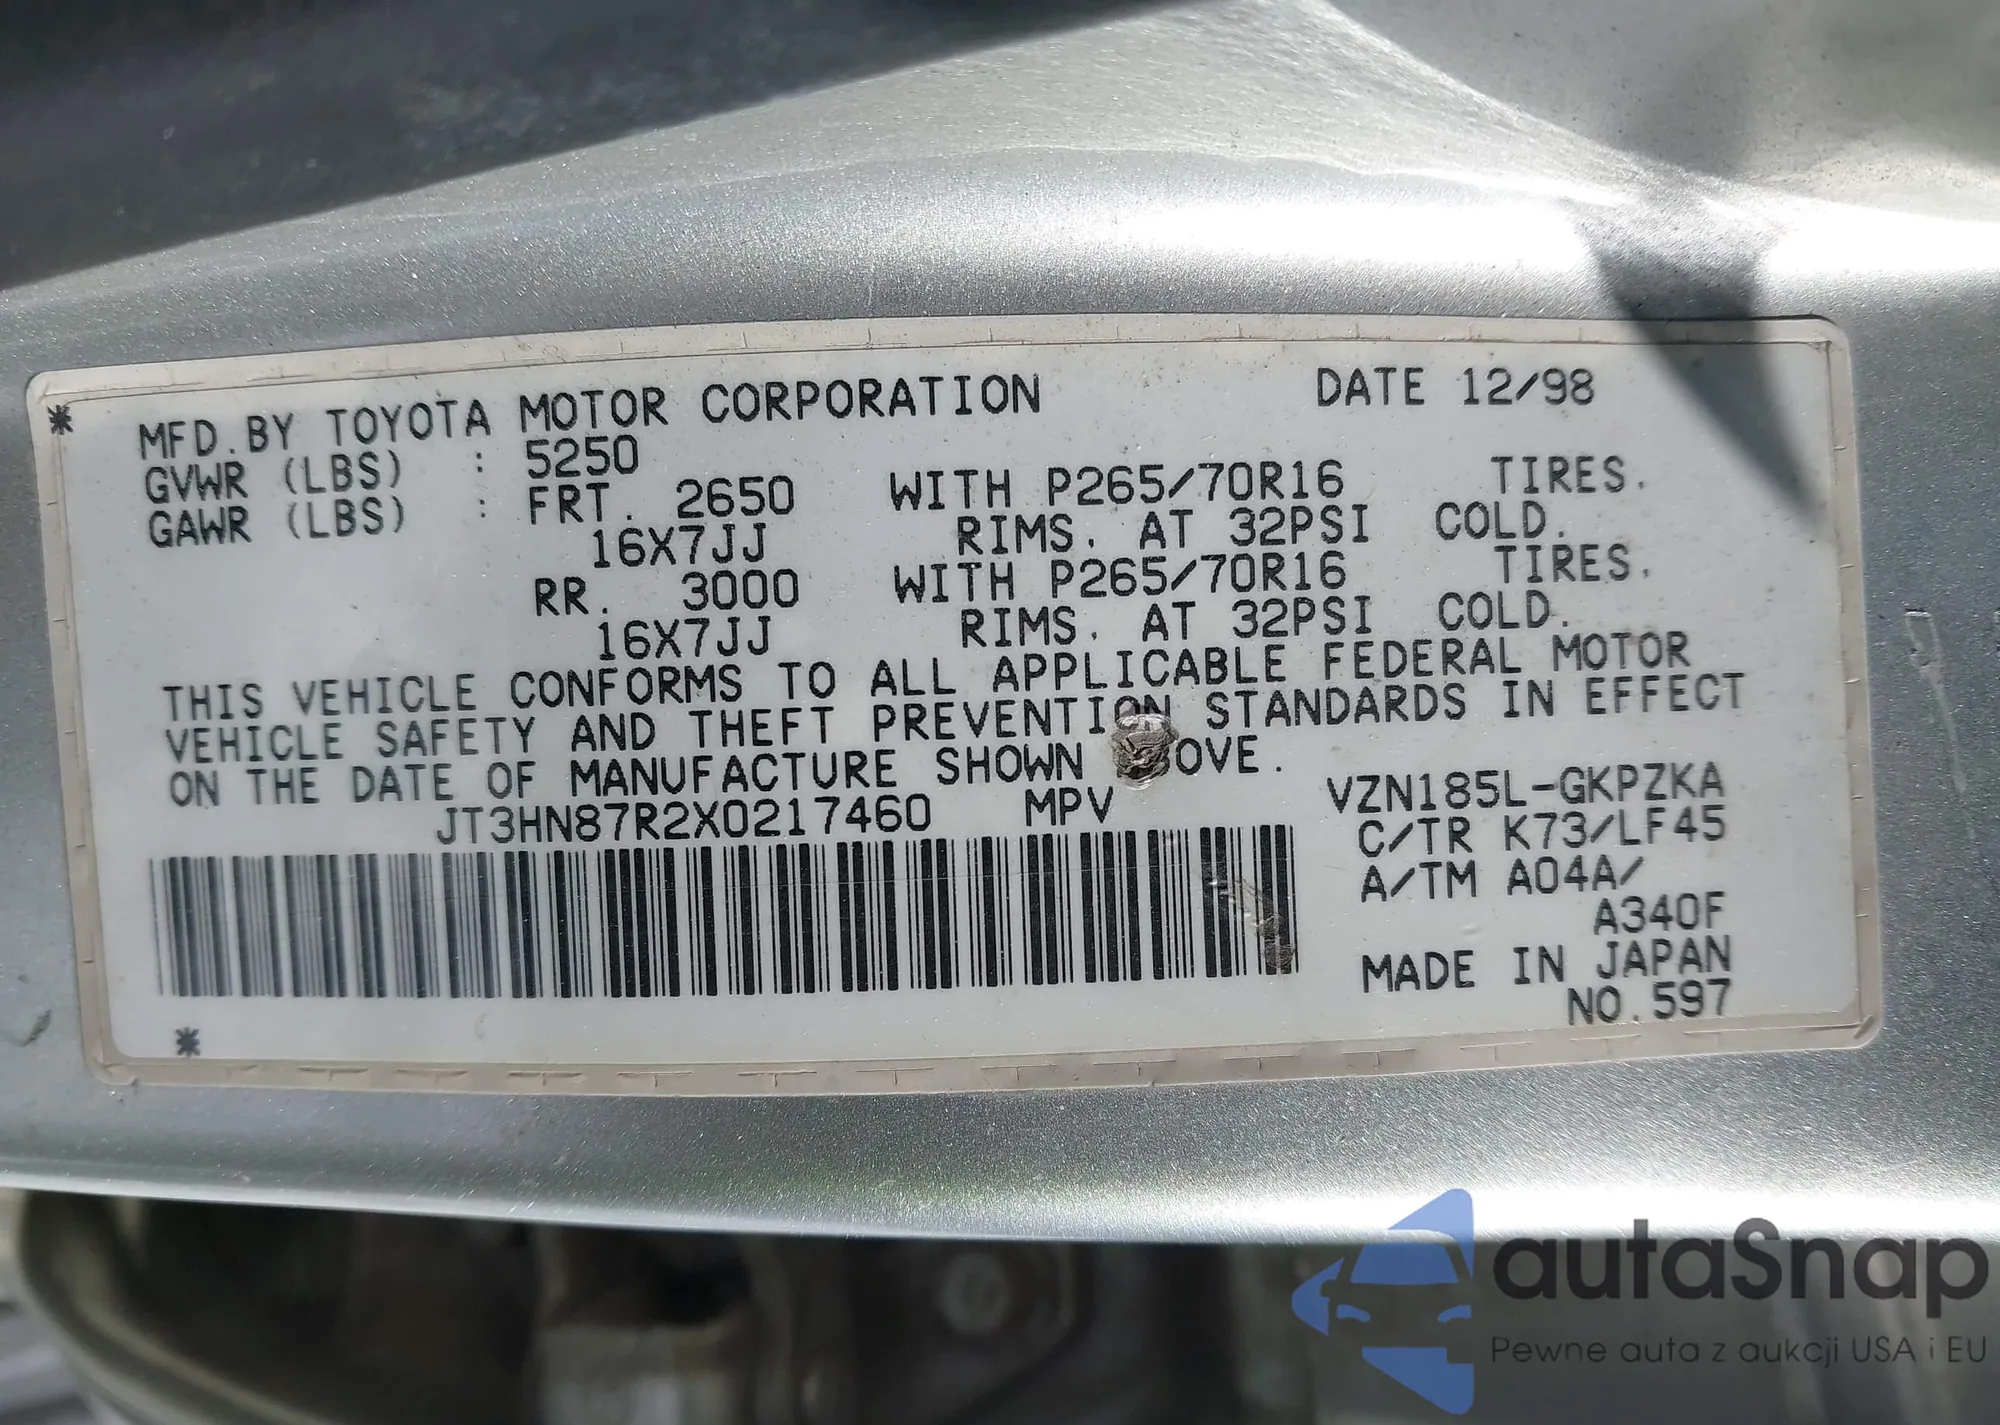 * MFD.BY TOYOTA MOTOR CORPORATION DATE 12/98
GVWR (LBS) : 5250
GAWR (LBS) : FRT. 2650 WITH P265/70R16 TIRES.
16X7JJ RIMS. AT 32PSI COLD.
RR. 3000 WITH P265/70R16 TIRES.
16X7JJ RIMS. AT 32PSI COLD.
THIS VEHICLE CONFORMS TO ALL APPLICABLE FEDERAL MOTOR
VEHICLE SAFETY AND THEFT PREVENTION STANDARDS IN EFFECT
ON THE DATE OF MANUFACTURE SHOWN OVE.
JT3HN87R2X0217460 MPV VZN185L-GKPZKA
C/TR K73/LF45
A/TM A04A/
A340F
MADE IN JAPAN
NO.597
*
autoSnap
Pewne auta z aukcji USA i EU